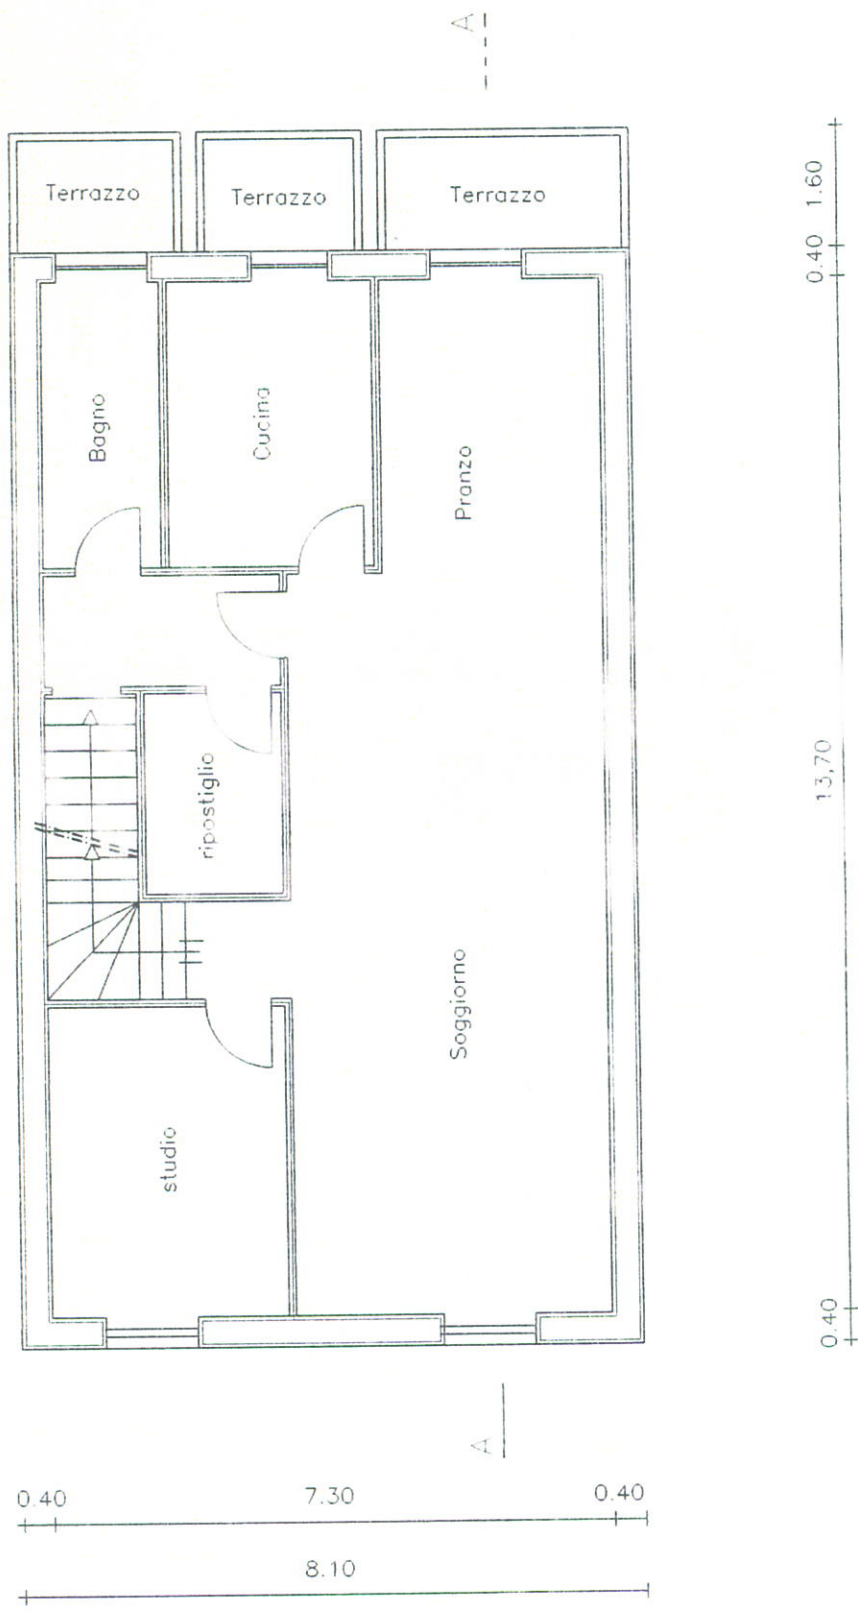 A
Terrazzo
Terrazzo
Terrazzo
1.60
0.40
Bagno
Cucina
Pranzo
ripostiglio
13,70
Soggiorno
studio
0.40
A
0.40
7.30
0.40
8.10